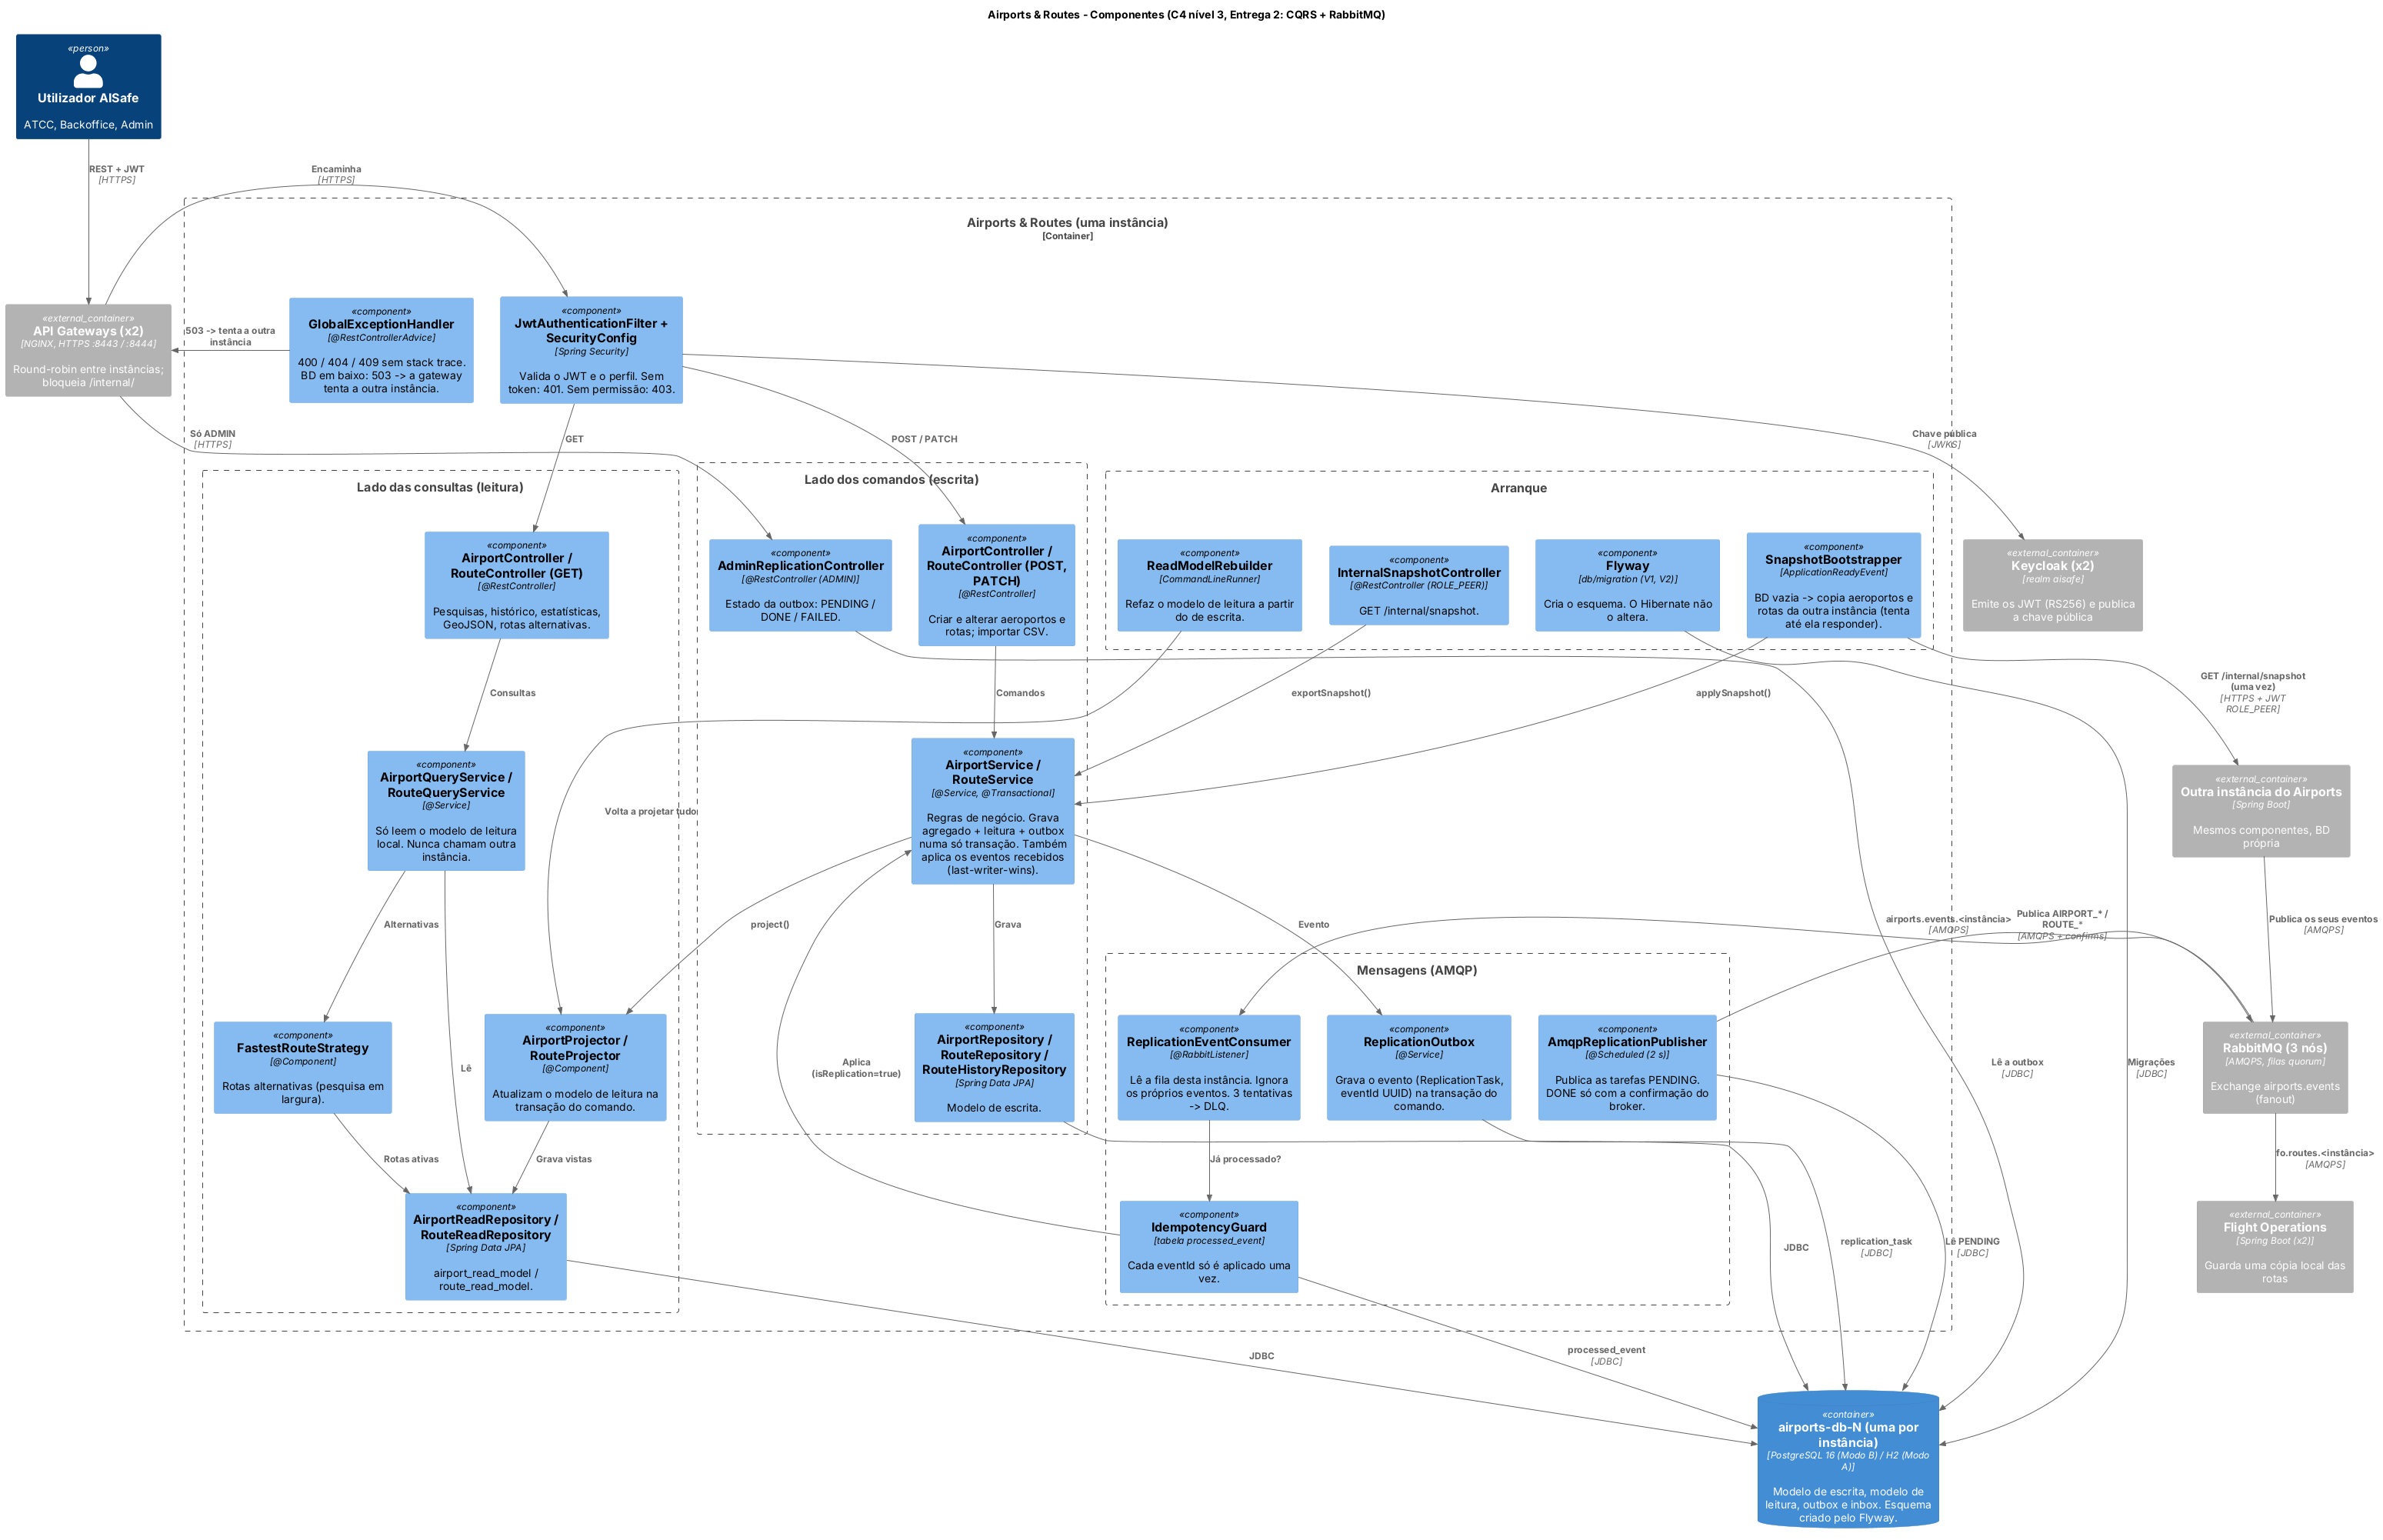 Airports & Routes - Componentes (C4 nível 3, Entrega 2: CQRS + RabbitMQ)
«person»
Utilizador AISafe
ATCC, Backoffice, Admin
REST + JWT
[HTTPS]
Encaminha
[HTTPS]
Airports & Routes (uma instância)
[Container]
«external_container»
API Gateways (x2)
[NGINX, HTTPS :8443 / :8444]
Round-robin entre instâncias;
bloqueia /internal/
503 -> tenta a outra
instância
«component»
GlobalExceptionHandler
[@RestControllerAdvice]
400 / 404 / 409 sem stack trace.
BD em baixo: 503 -> a gateway
tenta a outra instância.
«component»
JwtAuthenticationFilter +
SecurityConfig
[Spring Security]
Valida o JWT e o perfil. Sem
token: 401. Sem permissão: 403.
Só ADMIN
[HTTPS]
GET
POST / PATCH
Chave pública
[JWKS]
Lado das consultas (leitura)
Lado dos comandos (escrita)
Arranque
«component»
AirportController /
RouteController (GET)
[@RestController]
Pesquisas, histórico, estatísticas,
GeoJSON, rotas alternativas.
«component»
AdminReplicationController
[@RestController (ADMIN)]
Estado da outbox: PENDING /
DONE / FAILED.
«component»
AirportController /
RouteController (POST,
PATCH)
[@RestController]
Criar e alterar aeroportos e
rotas; importar CSV.
«component»
ReadModelRebuilder
[CommandLineRunner]
Refaz o modelo de leitura a partir
do de escrita.
«component»
InternalSnapshotController
[@RestController (ROLE_PEER)]
GET /internal/snapshot.
«component»
Flyway
[db/migration (V1, V2)]
Cria o esquema. O Hibernate não
o altera.
«component»
SnapshotBootstrapper
[ApplicationReadyEvent]
BD vazia -> copia aeroportos e
rotas da outra instância (tenta
até ela responder).
«external_container»
Keycloak (x2)
[realm aisafe]
Emite os JWT (RS256) e publica
a chave pública
Consultas
Comandos
exportSnapshot()
applySnapshot()
GET /internal/snapshot
(uma vez)
[HTTPS + JWT
ROLE_PEER]
«component»
AirportQueryService /
RouteQueryService
[@Service]
Só leem o modelo de leitura
local. Nunca chamam outra
instância.
Volta a projetar tudo
«component»
AirportService /
RouteService
[@Service, @Transactional]
Regras de negócio. Grava
agregado + leitura + outbox
numa só transação. Também
aplica os eventos recebidos
(last-writer-wins).
«external_container»
Outra instância do Airports
[Spring Boot]
Mesmos componentes, BD
própria
Alternativas
project()
Grava
Evento
airports.events.<instância>
[AMQPS]
Publica AIRPORT_* /
ROUTE_*
[AMQPS + confirms]
Publica os seus eventos
[AMQPS]
Mensagens (AMQP)
«component»
FastestRouteStrategy
[@Component]
Rotas alternativas (pesquisa em
largura).
Lê
«component»
AirportProjector /
RouteProjector
[@Component]
Atualizam o modelo de leitura na
transação do comando.
Aplica
(isReplication=true)
«component»
AirportRepository /
RouteRepository /
RouteHistoryRepository
[Spring Data JPA]
Modelo de escrita.
«component»
ReplicationEventConsumer
[@RabbitListener]
Lê a fila desta instância. Ignora
os próprios eventos. 3 tentativas
-> DLQ.
«component»
ReplicationOutbox
[@Service]
Grava o evento (ReplicationTask,
eventId UUID) na transação do
comando.
«component»
AmqpReplicationPublisher
[@Scheduled (2 s)]
Publica as tarefas PENDING.
DONE só com a confirmação do
broker.
Lê a outbox
[JDBC]
Migrações
[JDBC]
«external_container»
RabbitMQ (3 nós)
[AMQPS, filas quorum]
Exchange airports.events
(fanout)
Rotas ativas
Grava vistas
Já processado?
fo.routes.<instância>
[AMQPS]
«component»
AirportReadRepository /
RouteReadRepository
[Spring Data JPA]
airport_read_model /
route_read_model.
«component»
IdempotencyGuard
[tabela processed_event]
Cada eventId só é aplicado uma
vez.
JDBC
replication_task
[JDBC]
Lê PENDING
[JDBC]
«external_container»
Flight Operations
[Spring Boot (x2)]
Guarda uma cópia local das
rotas
JDBC
processed_event
[JDBC]
«container»
airports-db-N (uma por
instância)
[PostgreSQL 16 (Modo B) / H2 (Modo
A)]
Modelo de escrita, modelo de
leitura, outbox e inbox. Esquema
criado pelo Flyway.